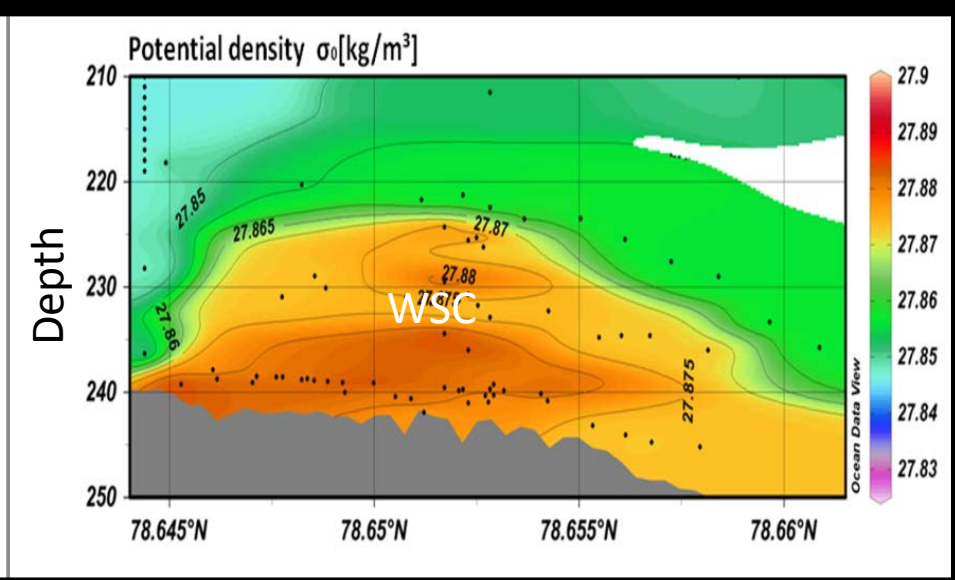 Potential density σ₀[kg/m³]
210
220
230
240
250
Depth
27.85
27.865
27.87
27.88
27.875
WSC
27.86
27.875
78.645°N
78.65°N
78.655°N
78.66°N
Ocean Data View
27.9
27.89
27.88
27.87
27.86
27.85
27.84
27.83